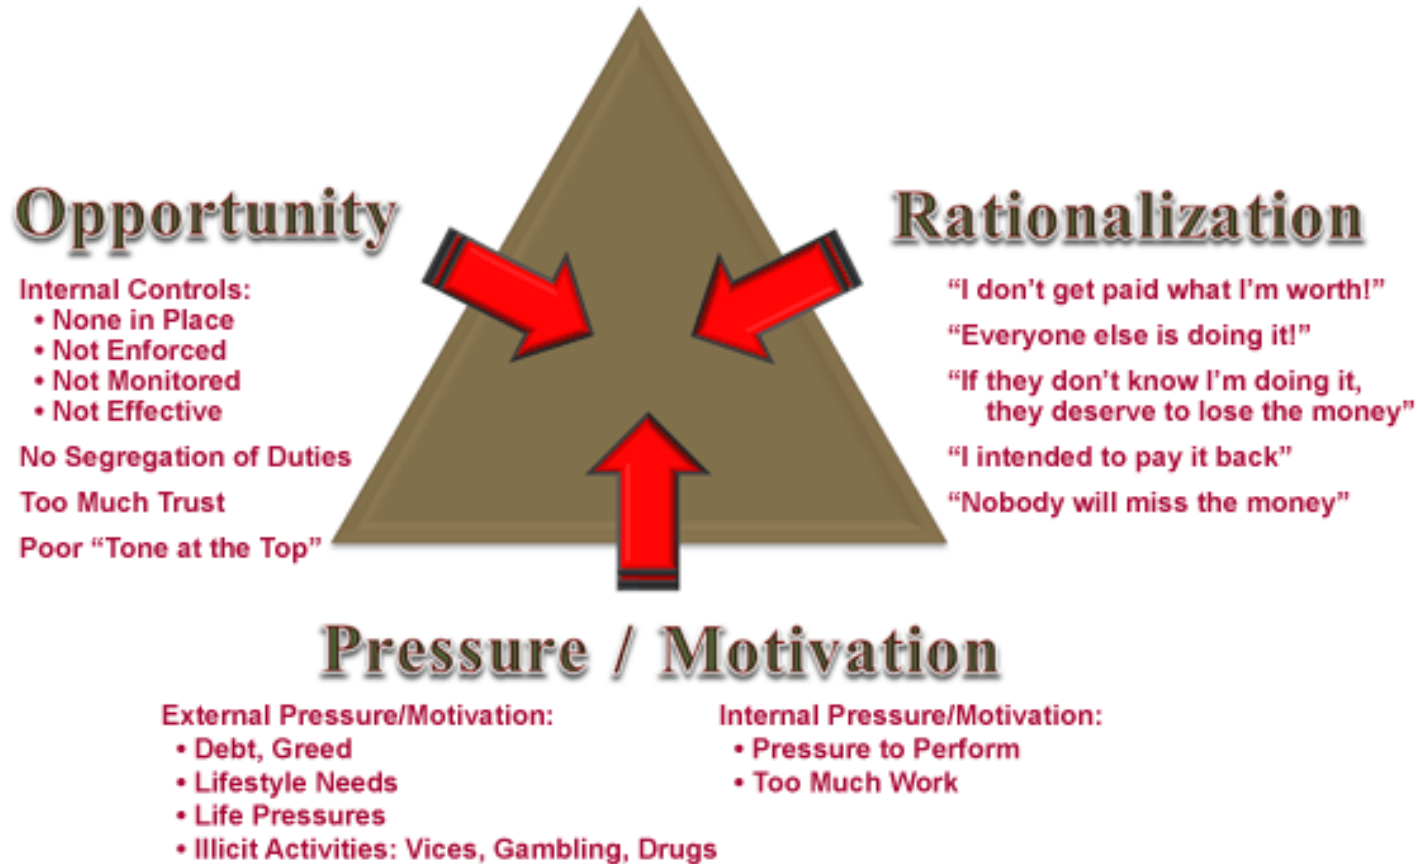 Opportunity
Internal Controls:
• None in Place
• Not Enforced
• Not Monitored
• Not Effective
No Segregation of Duties
Too Much Trust
Poor “Tone at the Top”
Rationalization
“I don’t get paid what I’m worth!”
“Everyone else is doing it!”
“If they don’t know I’m doing it,
they deserve to lose the money”
“I intended to pay it back”
“Nobody will miss the money”
Pressure / Motivation
External Pressure/Motivation:
• Debt, Greed
• Lifestyle Needs
• Life Pressures
• Illicit Activities: Vices, Gambling, Drugs
Internal Pressure/Motivation:
• Pressure to Perform
• Too Much Work